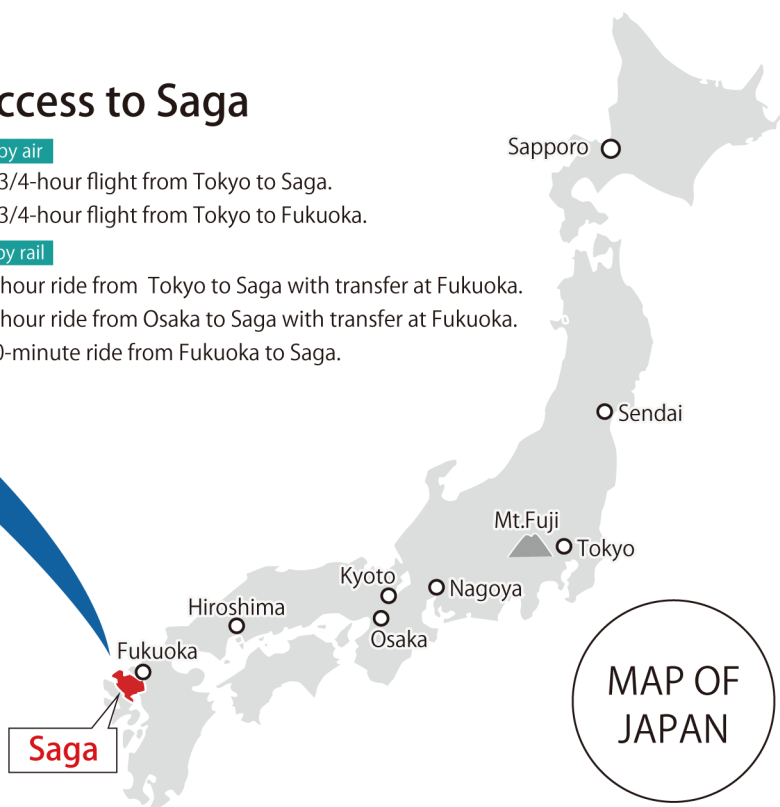 ccess to Saga
by air
3/4-hour flight from Tokyo to Saga.
3/4-hour flight from Tokyo to Fukuoka.
by rail
hour ride from Tokyo to Saga with transfer at Fukuoka.
hour ride from Osaka to Saga with transfer at Fukuoka.
0-minute ride from Fukuoka to Saga.
Sapporo
Sendai
Mt.Fuji
Tokyo
Kyoto
Nagoya
Hiroshima
Osaka
Fukuoka
Saga
MAP OF
JAPAN